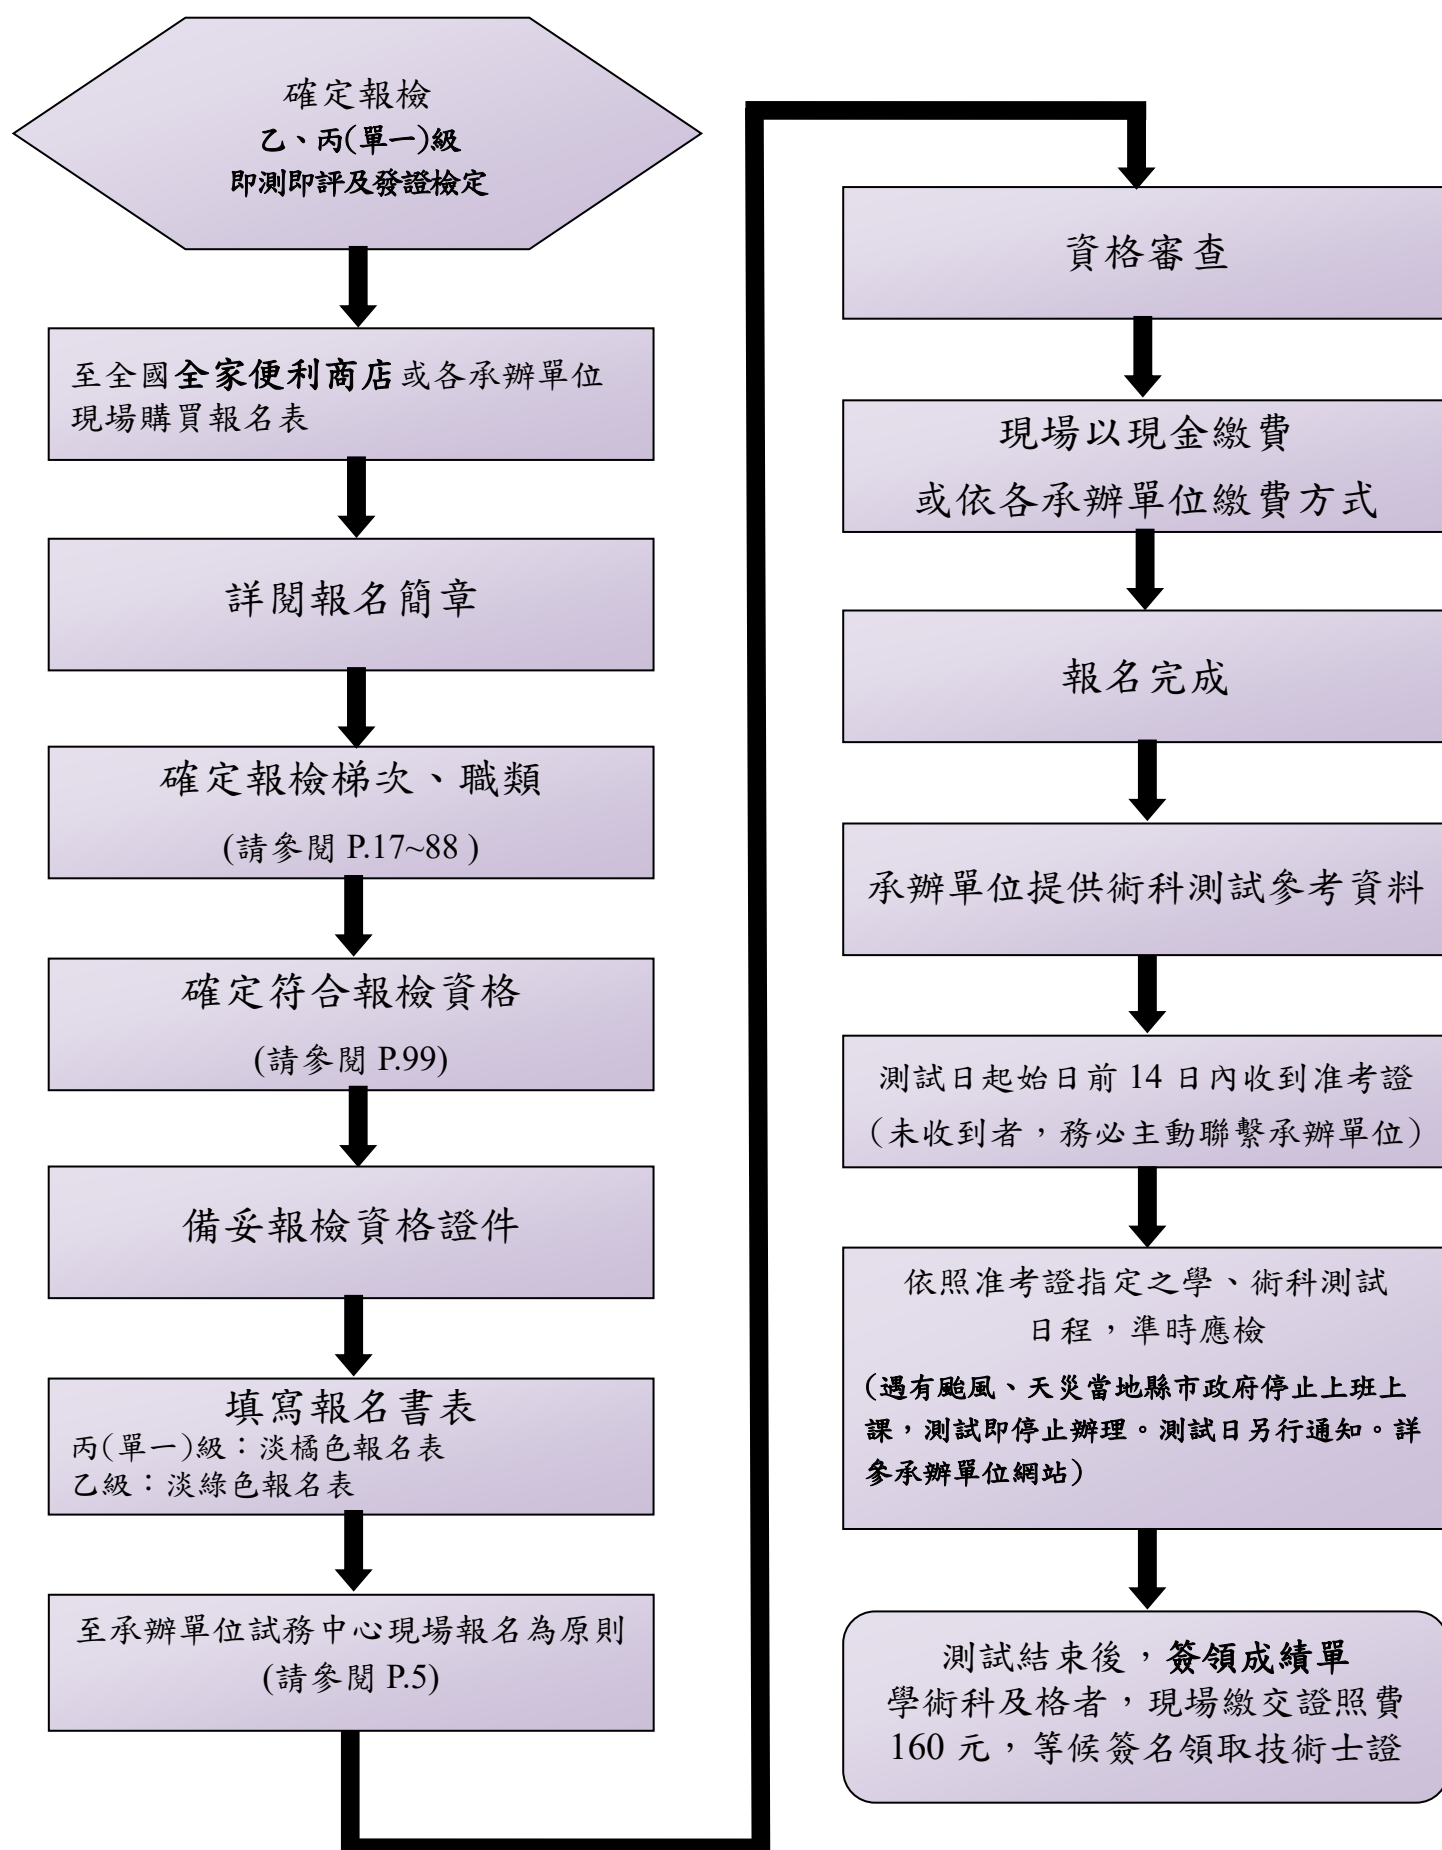 確定報檢
乙、丙(單一)級
即測即評及發證檢定
至全國全家便利商店或各承辦單位
現場購買報名表
詳閱報名簡章
確定報檢梯次、職類
(請參閱 P.17~88 )
確定符合報檢資格
(請參閱 P.99)
備妥報檢資格證件
填寫報名書表
丙(單一)級：淡橘色報名表
乙級：淡綠色報名表
至承辦單位試務中心現場報名為原則
(請參閱 P.5)
資格審查
現場以現金繳費
或依各承辦單位繳費方式
報名完成
承辦單位提供術科測試參考資料
測試日起始日前 14 日內收到准考證
（未收到者，務必主動聯繫承辦單位）
依照准考證指定之學、術科測試
日程，準時應檢
(遇有颱風、天災當地縣市政府停止上班上
課，測試即停止辦理。測試日另行通知。詳
參承辦單位網站)
測試結束後，簽領成績單
學術科及格者，現場繳交證照費
160 元，等候簽名領取技術士證